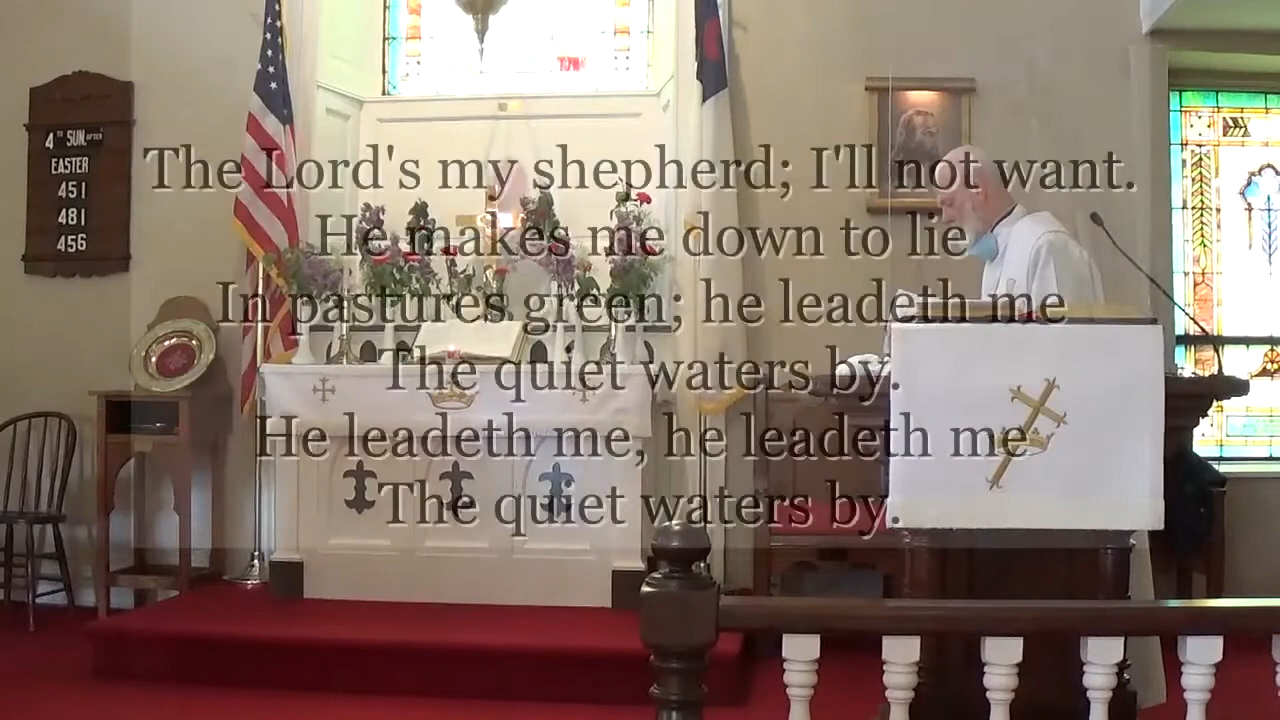 4TH SUN. AFTER
EASTER
451
481
456
The Lord's my shepherd; I'll not want.
He makes me down to lie
In pastures green; he leadeth me
The quiet waters by.
He leadeth me, he leadeth me
The quiet waters by.